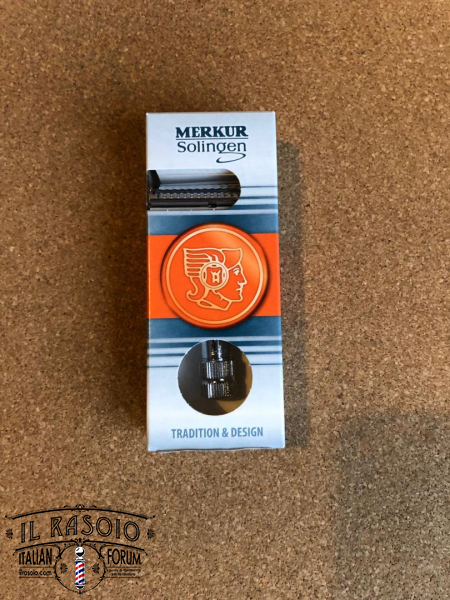 MERKUR
Solingen
TRADITION & DESIGN
IL RASOIO
ITALIAN FORUM
ilrasoio.com